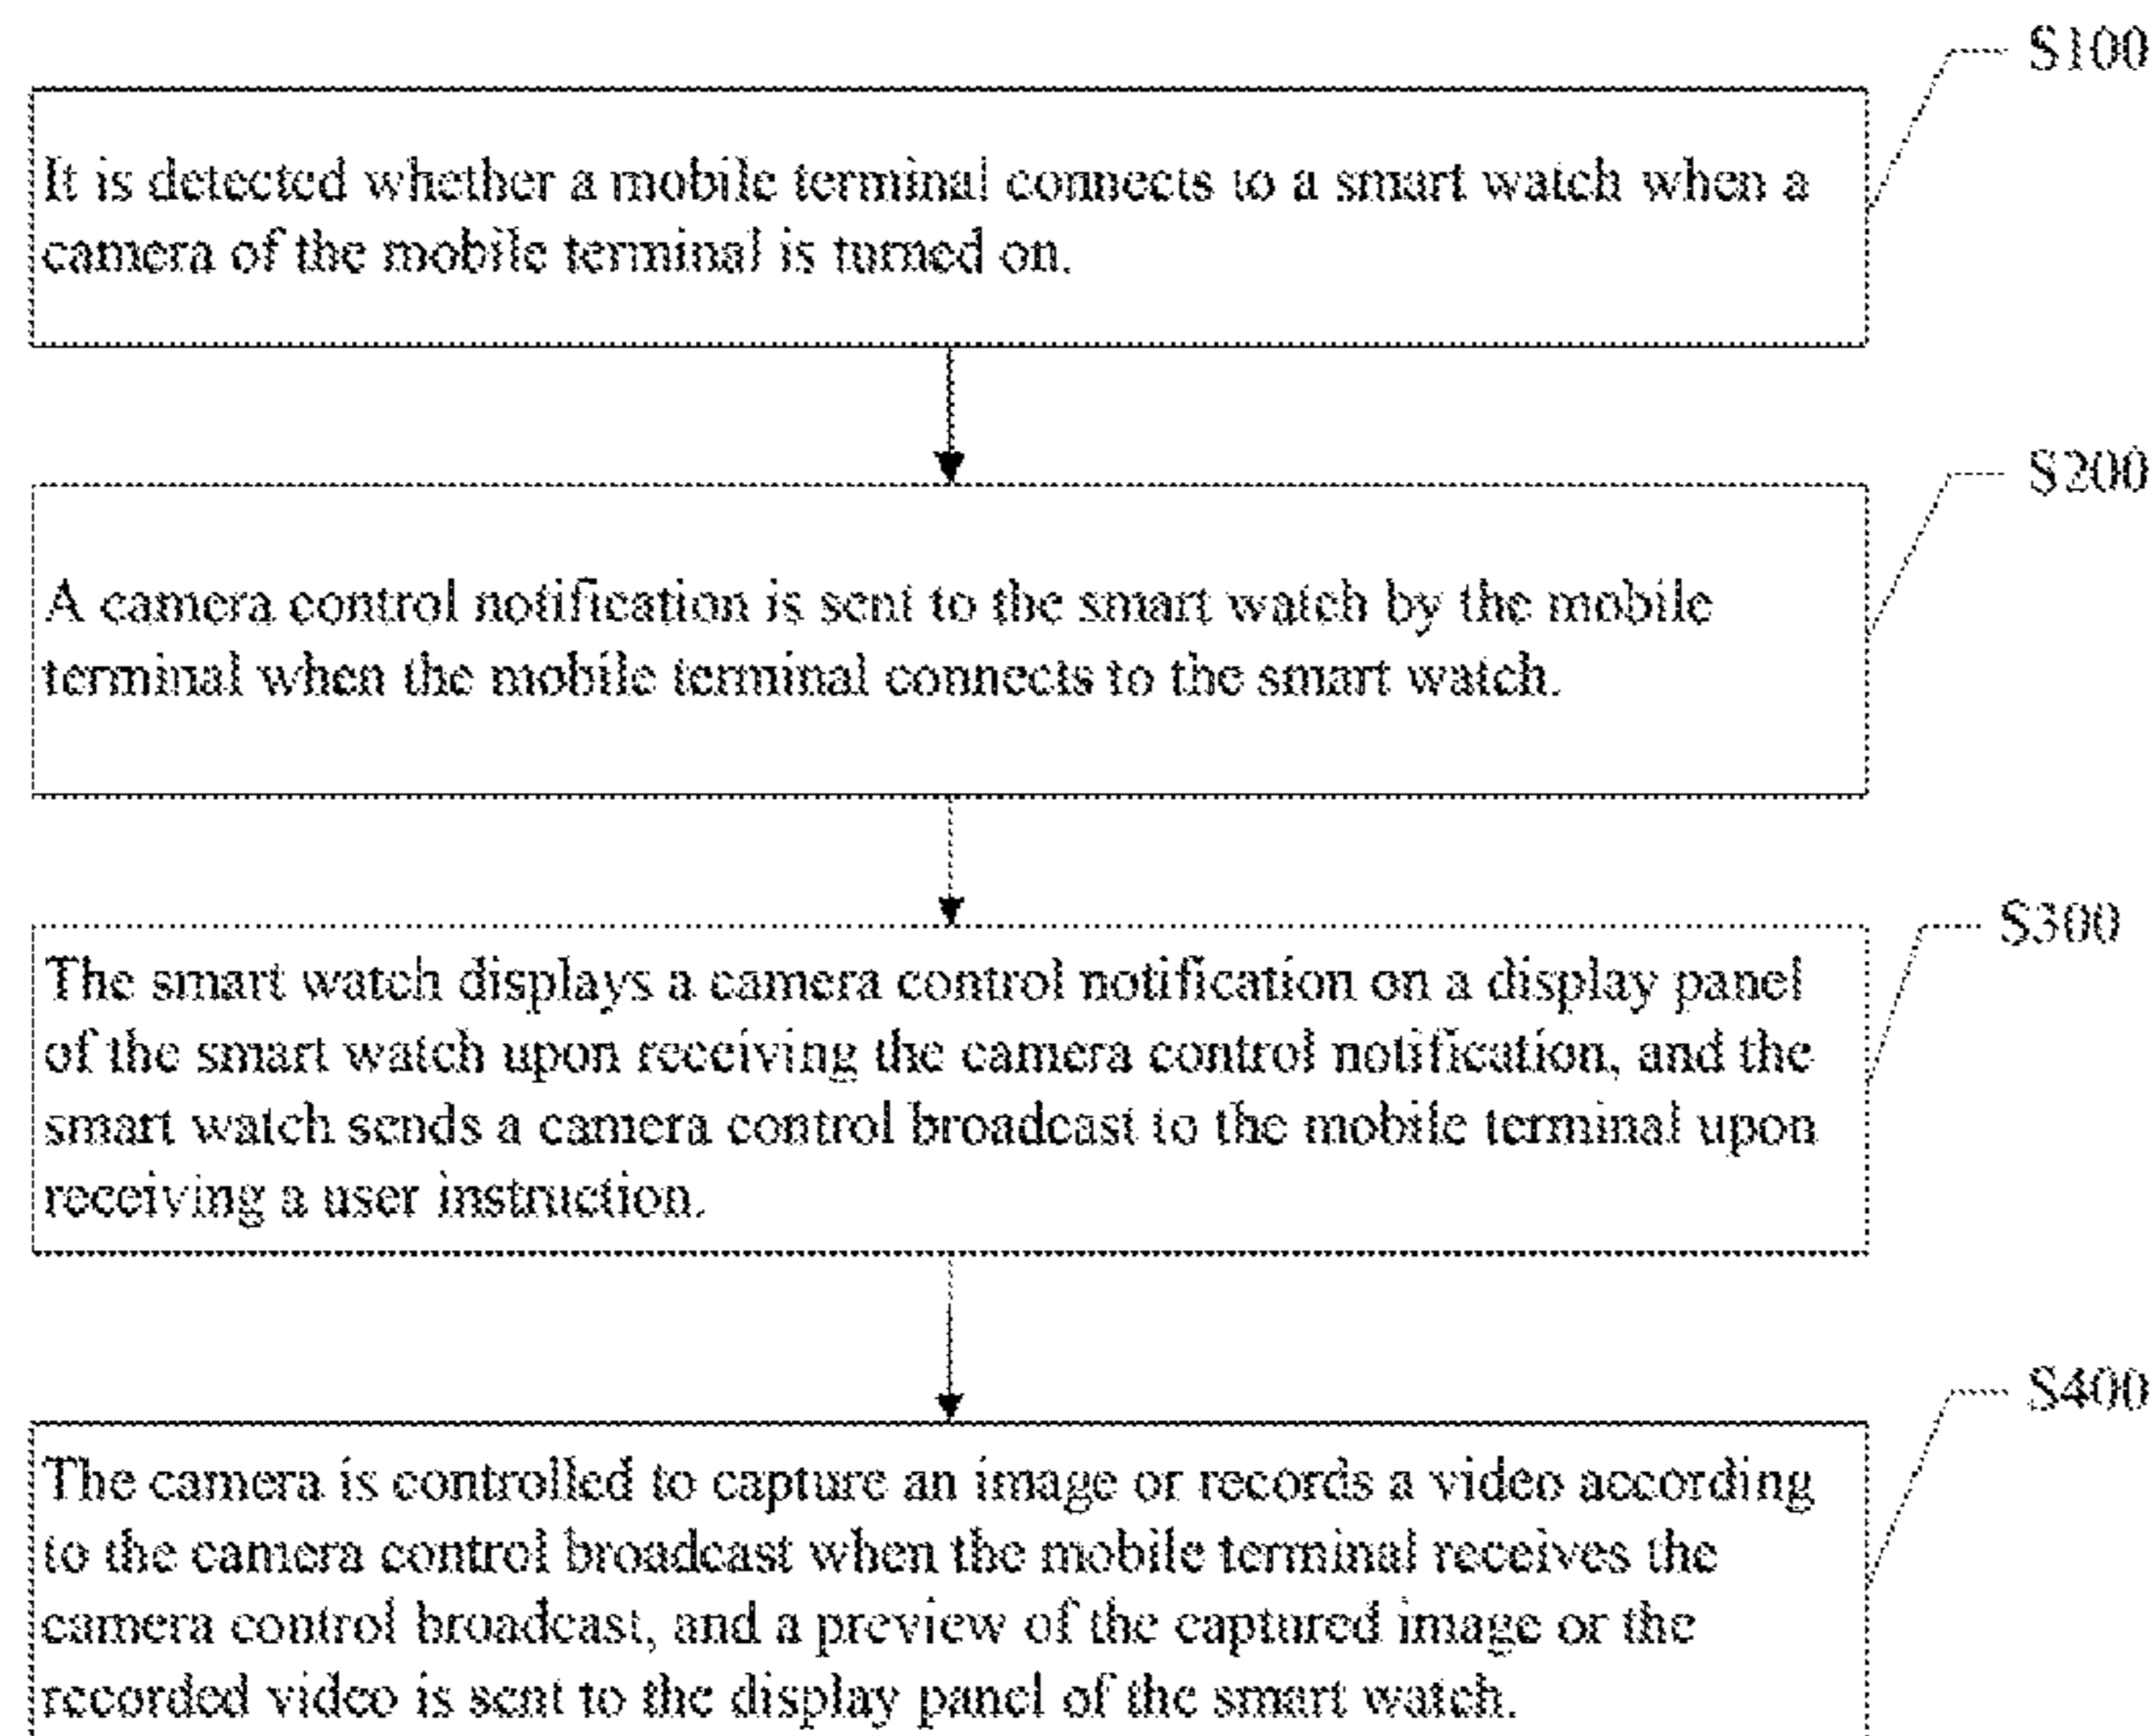 S100
It is detected whether a mobile terminal connects to a smart watch when a
camera of the mobile terminal is turned on.
S200
A camera control notification is sent to the smart watch by the mobile
terminal when the mobile terminal connects to the smart watch.
S300
The smart watch displays a camera control notification on a display panel
of the smart watch upon receiving the camera control notification, and the
smart watch sends a camera control broadcast to the mobile terminal upon
receiving a user instruction.
S400
The camera is controlled to capture an image or records a video according
to the camera control broadcast when the mobile terminal receives the
camera control broadcast, and a preview of the captured image or the
recorded video is sent to the display panel of the smart watch.